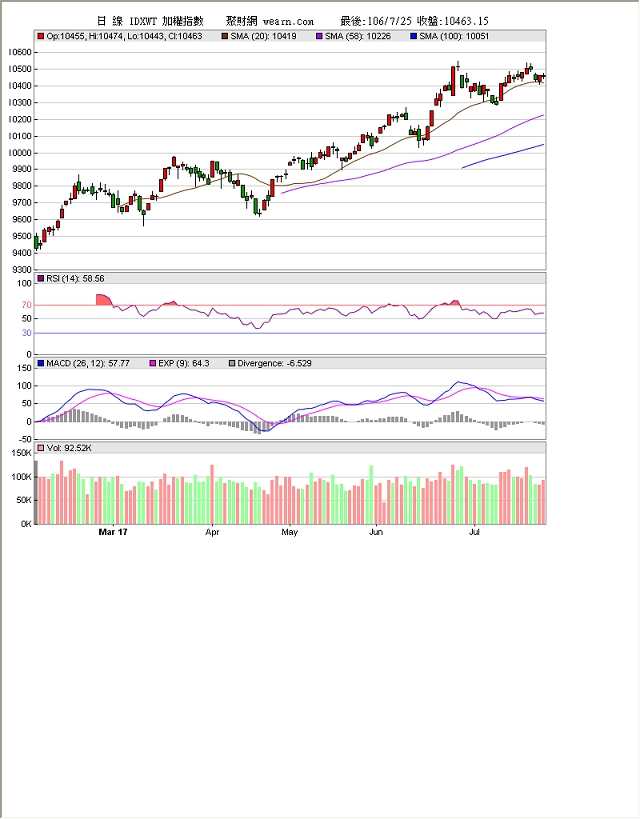 日 線 IDXWT 加權指數 聚財網 wearn.com 最後:106/7/25 收盤:10463.15
Op:10455, Hi:10474, Lo:10443, Cl:10463 SMA (20): 10419 SMA (58): 10226 SMA (100): 10051
10600
10500
10400
10300
10200
10100
10000
9900
9800
9700
9600
9500
9400
9300
RSI (14): 58.56
100
70
50
30
0
MACD (26, 12): 57.77 EXP (9): 64.3 Divergence: -6.529
150
100
50
0
-50
Vol: 92.52K
150K
100K
50K
0K
Mar 17 Apr May Jun Jul